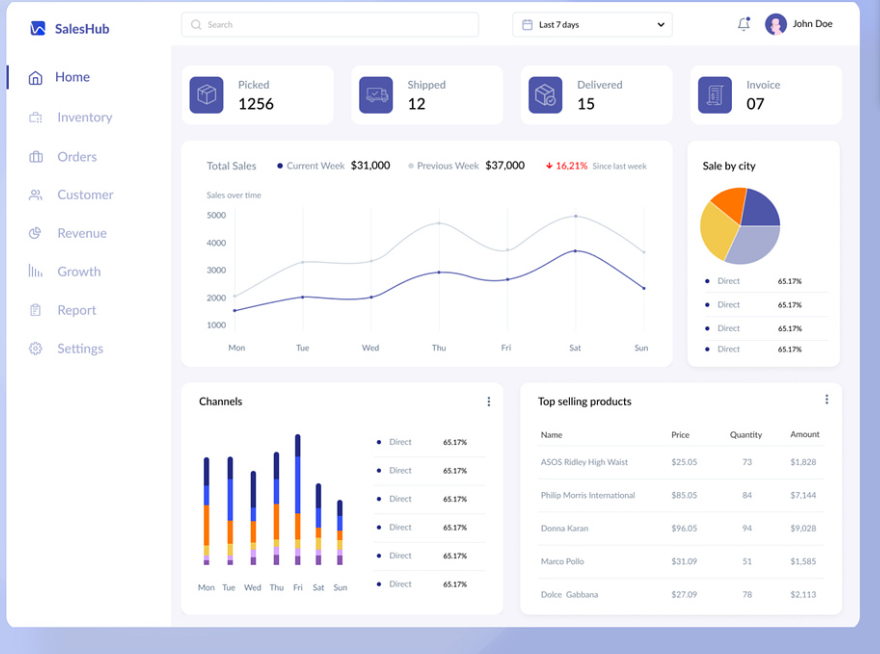 SalesHub
Search
Last 7 days
John Doe
Home
Inventory
Orders
Customer
Revenue
Growth
Report
Settings
Picked
1256
Shipped
12
Delivered
15
Invoice
07
Total Sales Current Week $31,000 Previous Week $37,000 16,21% Since last week
Sales over time
5000
4000
3000
2000
1000
Mon Tue Wed Thu Fri Sat Sun
Sale by city
Direct 65.17%
Direct 65.17%
Direct 65.17%
Direct 65.17%
Channels
Mon Tue Wed Thu Fri Sat Sun
Direct 65.17%
Direct 65.17%
Direct 65.17%
Direct 65.17%
Direct 65.17%
Direct 65.17%
Top selling products
Name Price Quantity Amount
ASOS Ridley High Waist $25.05 73 $1,828
Philip Morris International $85.05 84 $7,144
Donna Karan $96.05 94 $9,028
Marco Pollo $31.09 51 $1,585
Dolce Gabbana $27.09 78 $2,113